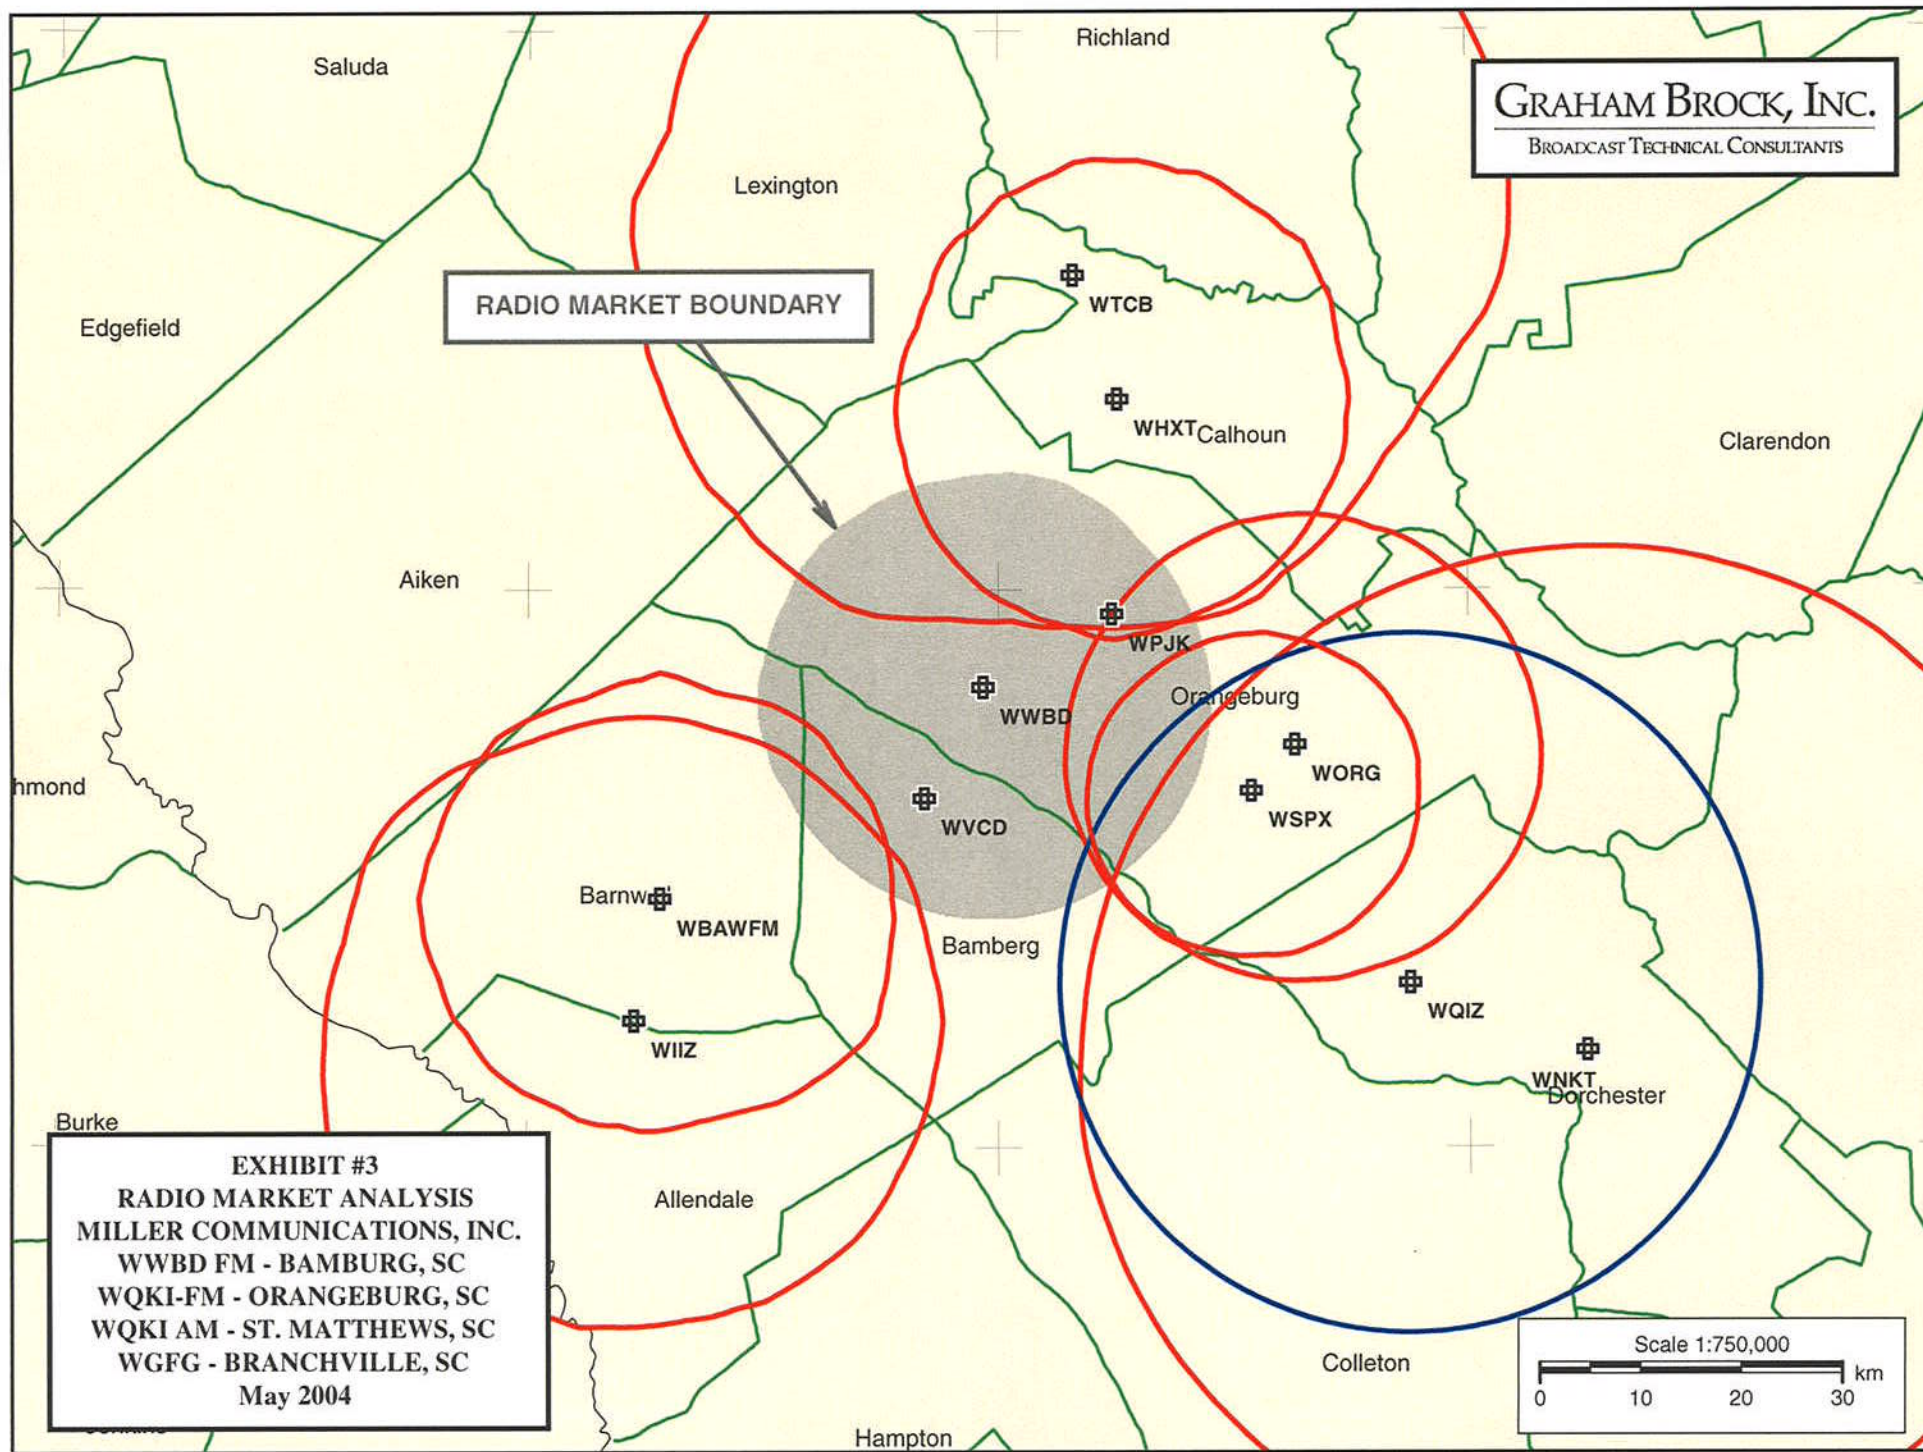 Richland
Saluda
GRAHAM BROCK, INC.
BROADCAST TECHNICAL CONSULTANTS
Lexington
RADIO MARKET BOUNDARY
WTCB
Edgefield
WHXT
Calhoun
Clarendon
Aiken
WPJK
Orangeburg
WWBD
WORG
hmond
WSPX
WVCD
Barnw
WBAWFM
Bamberg
WQIZ
WIIZ
WNKT
Dorchester
Burke
EXHIBIT #3
RADIO MARKET ANALYSIS
MILLER COMMUNICATIONS, INC.
WWBD FM - BAMBURG, SC
WQKI-FM - ORANGEBURG, SC
WQKI AM - ST. MATTHEWS, SC
WGFG - BRANCHVILLE, SC
May 2004
Allendale
Colleton
Hampton
Scale 1:750,000
km
0 10 20 30